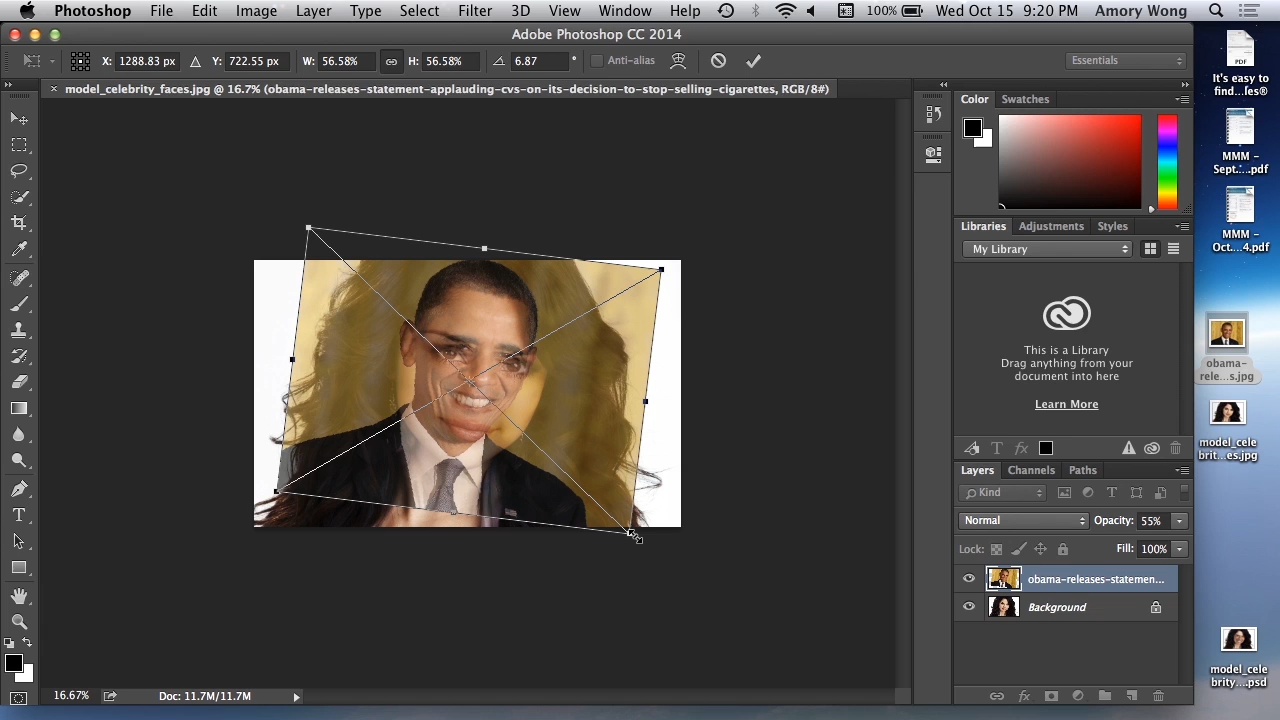 Photoshop File Edit Image Layer Type Select Filter 3D View Window Help 100% Wed Oct 15 9:20 PM Amory Wong
Adobe Photoshop CC 2014
X: 1288.83 px Y: 722.55 px W: 56.58% H: 56.58% 6.87 ° Anti-alias Essentials
model_celebrity_faces.jpg @ 16.7% (obama-releases-statement-applauding-cvs-on-its-decision-to-stop-selling-cigarettes, RGB/8#)
Color Swatches
Libraries Adjustments Styles
My Library
This is a Library
Drag anything from your
document into here
Learn More
Layers Channels Paths
Kind
Normal Opacity: 55%
Lock: Fill: 100%
obama-releases-statemen...
Background
16.67% Doc: 11.7M/11.7M
PDF
It's easy to
find...les®
MMM -
Sept....pdf
MMM -
Oct...4.pdf
obama-
rele...s.jpg
model_cele
brit...es.jpg
model_cele
brity....psd